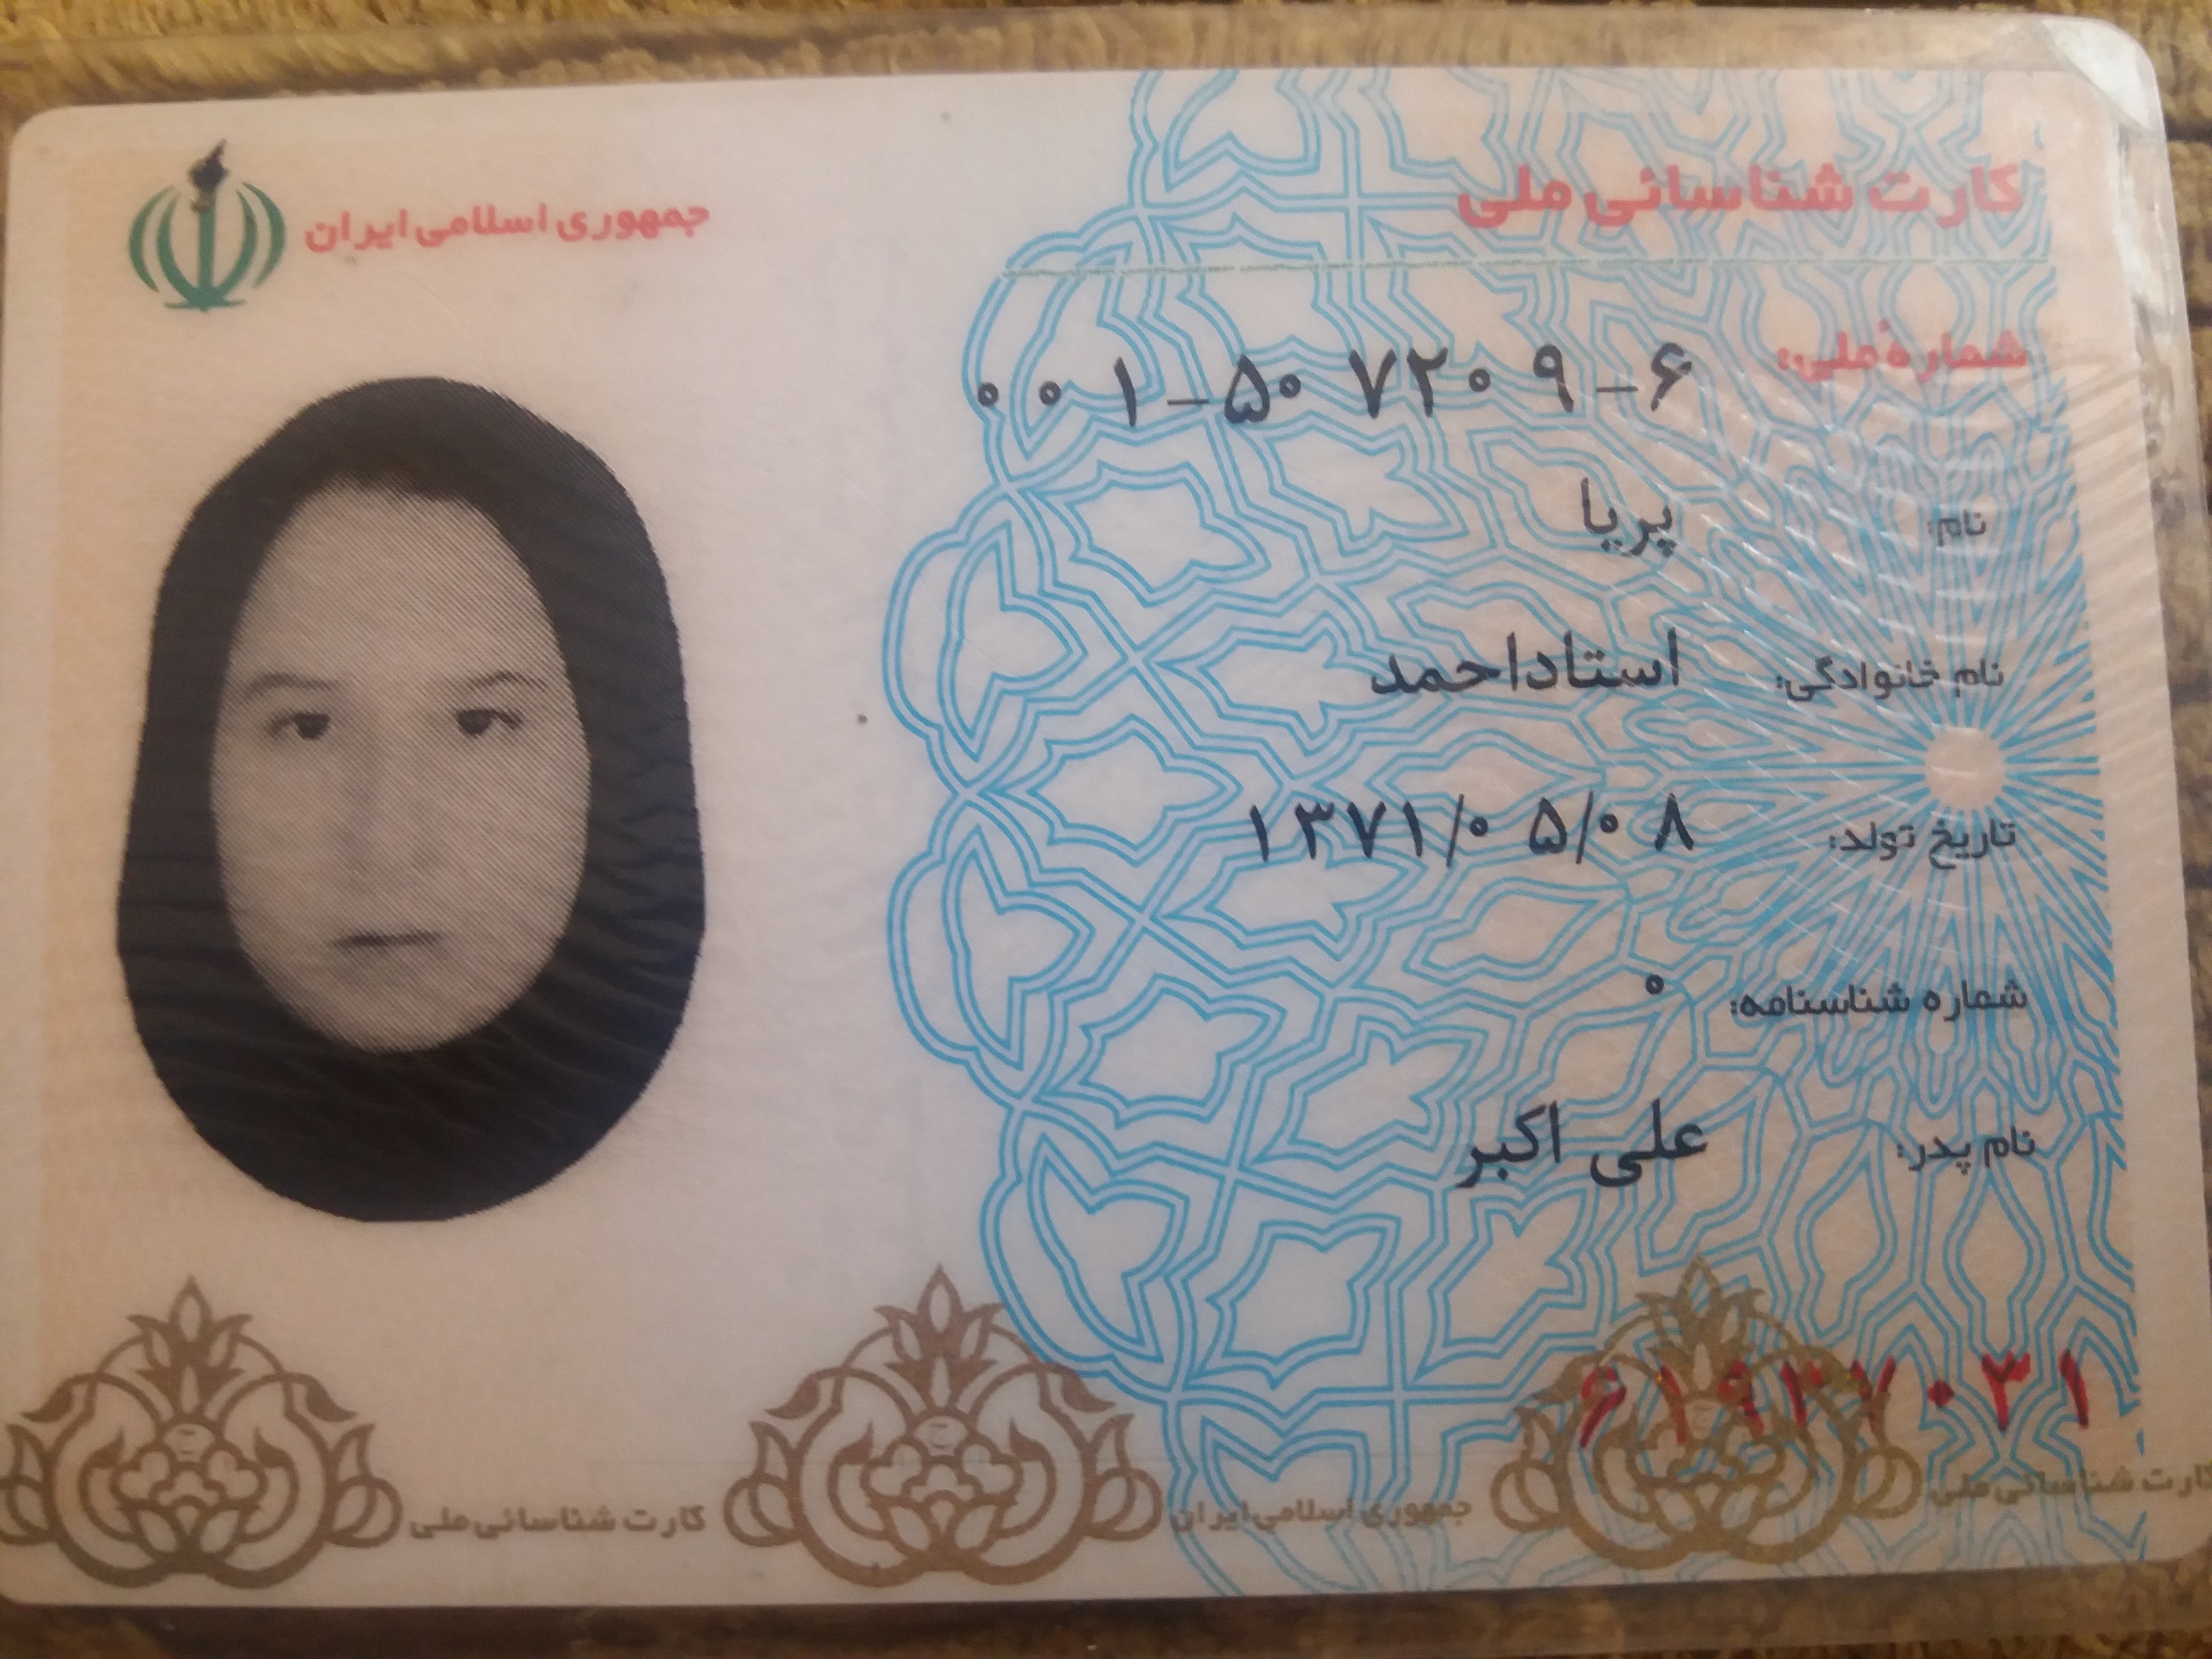 جمهوری اسلامی ایران
کارت شناسائی ملی
شماره ملی: ۰۰۱-۵۰۷۲۰۹-۶
نام: پریا
نام خانوادگی: استاداحمد
تاریخ تولد: ۱۳۷۱/۰۵/۰۸
شماره شناسنامه: ۰
نام پدر: علی اکبر
۶۱۹۳۷۰۳۱
کارت شناسائی ملی جمهوری اسلامی ایران کارت شناسائی ملی